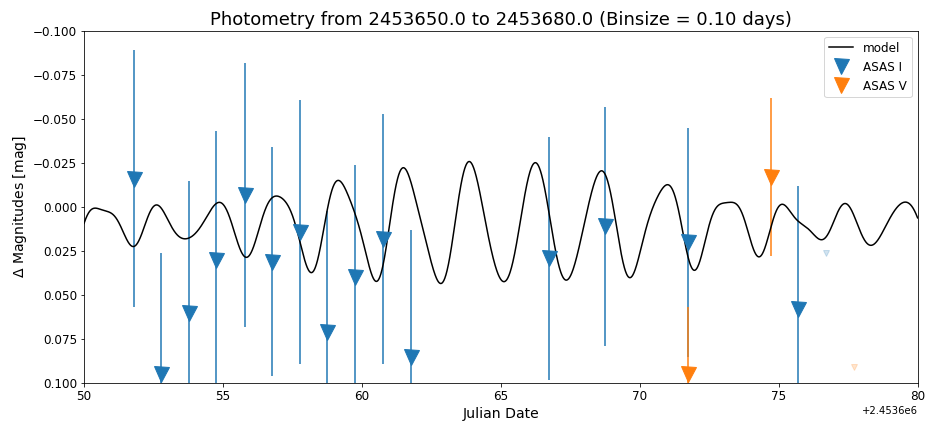 Photometry from 2453650.0 to 2453680.0 (Binsize = 0.10 days)
model
ASAS I
ASAS V
Δ Magnitudes [mag]
−0.100
−0.075
−0.050
−0.025
0.000
0.025
0.050
0.075
0.100
50 55 60 65 70 75 80
+2.4536e6
Julian Date